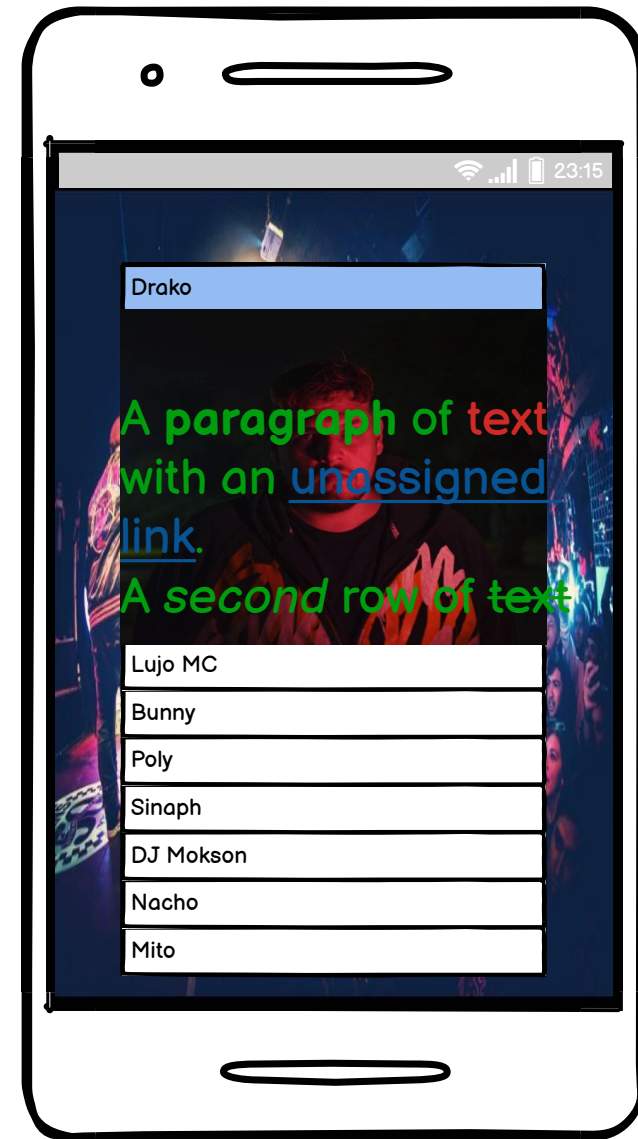 23:15
Drako
A paragraph of text
with an unassigned
link.
A second row of text
Lujo MC
Bunny
Poly
Sinaph
DJ Mokson
Nacho
Mito